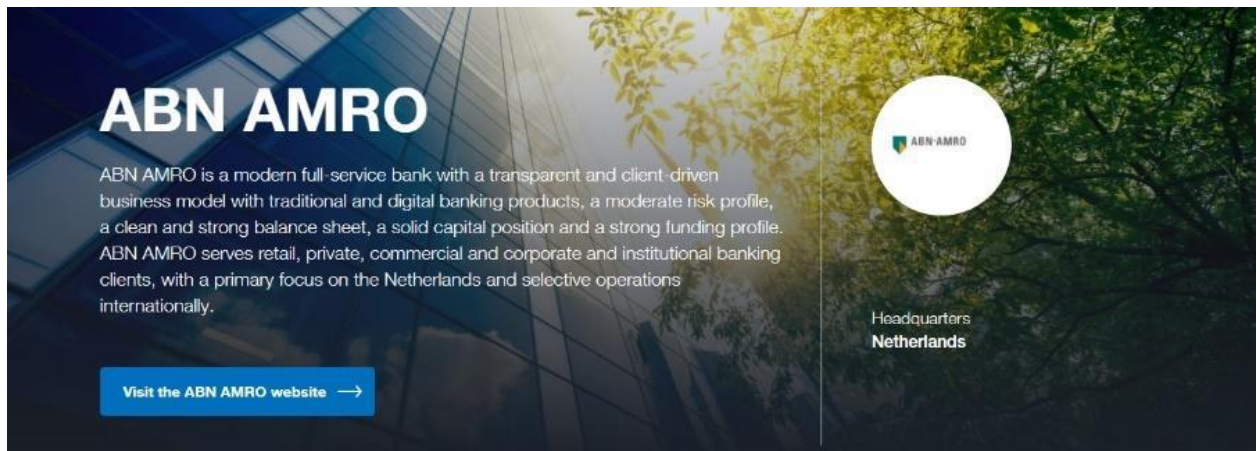 ABN AMRO
ABN AMRO is a modern full-service bank with a transparent and client-driven
business model with traditional and digital banking products, a moderate risk profile,
a clean and strong balance sheet, a solid capital position and a strong funding profile.
ABN AMRO serves retail, private, commercial and corporate and institutional banking
clients, with a primary focus on the Netherlands and selective operations
internationally.
Visit the ABN AMRO website
ABN·AMRO
Headquarters
Netherlands